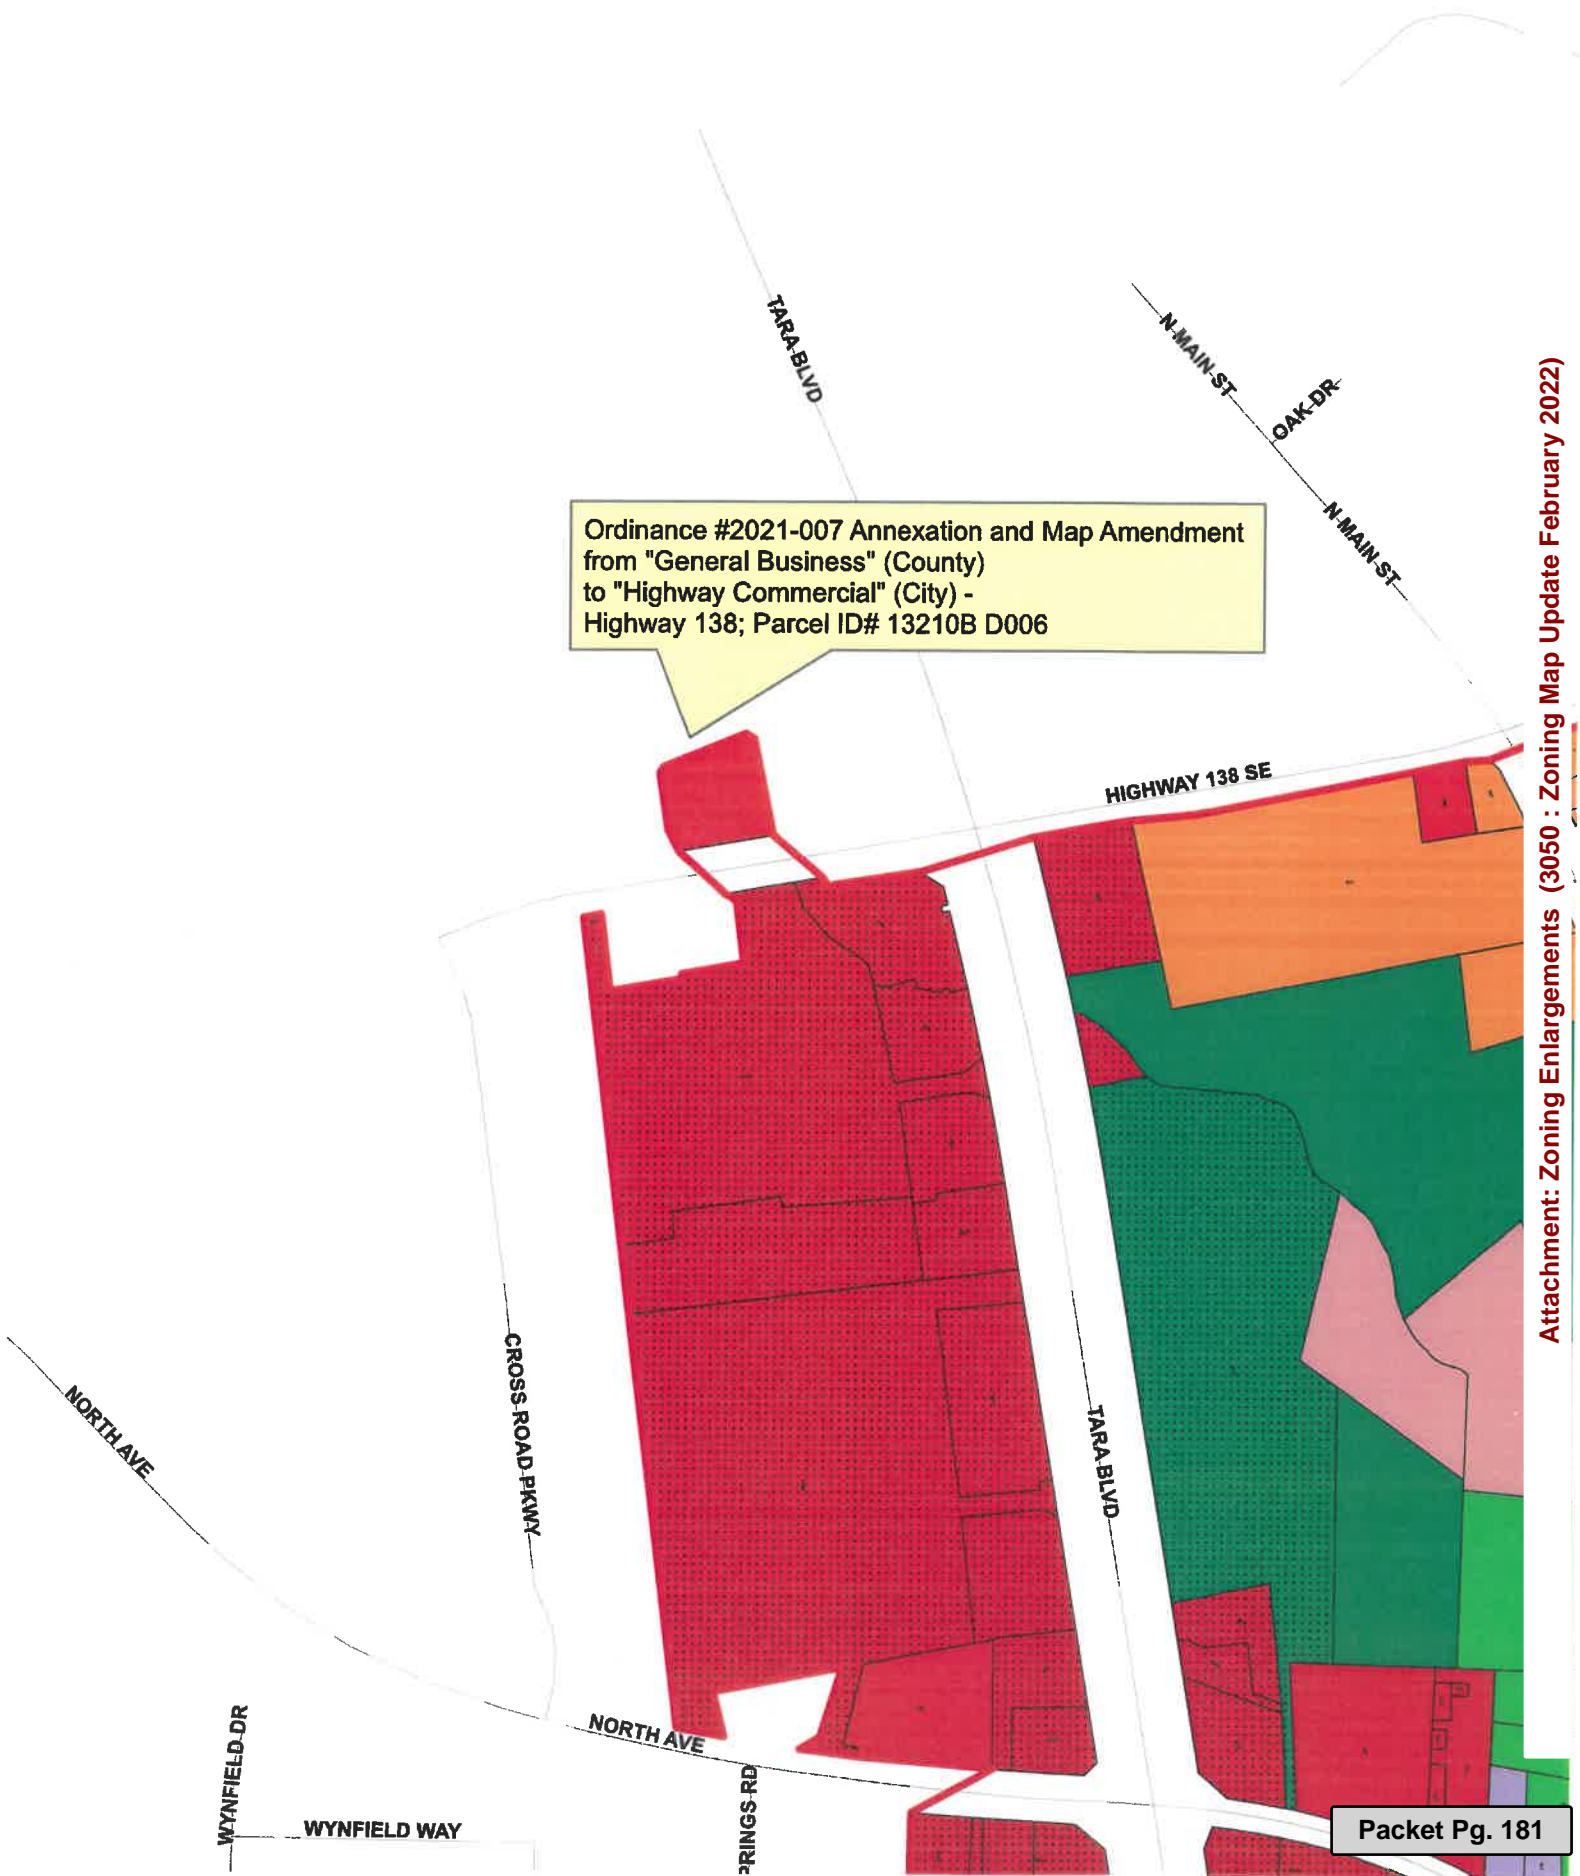 TARA BLVD
N MAIN ST
OAK DR
N MAIN ST
Ordinance #2021-007 Annexation and Map Amendment
from "General Business" (County)
to "Highway Commercial" (City) -
Highway 138; Parcel ID# 13210B D006
HIGHWAY 138 SE
Attachment: Zoning Enlargements (3050 : Zoning Map Update February 2022)
CROSS ROAD PKWY
NORTH AVE
TARA BLVD
NORTH AVE
WYNFIELD DR
WYNFIELD WAY
PRINGS RD
Packet Pg. 181